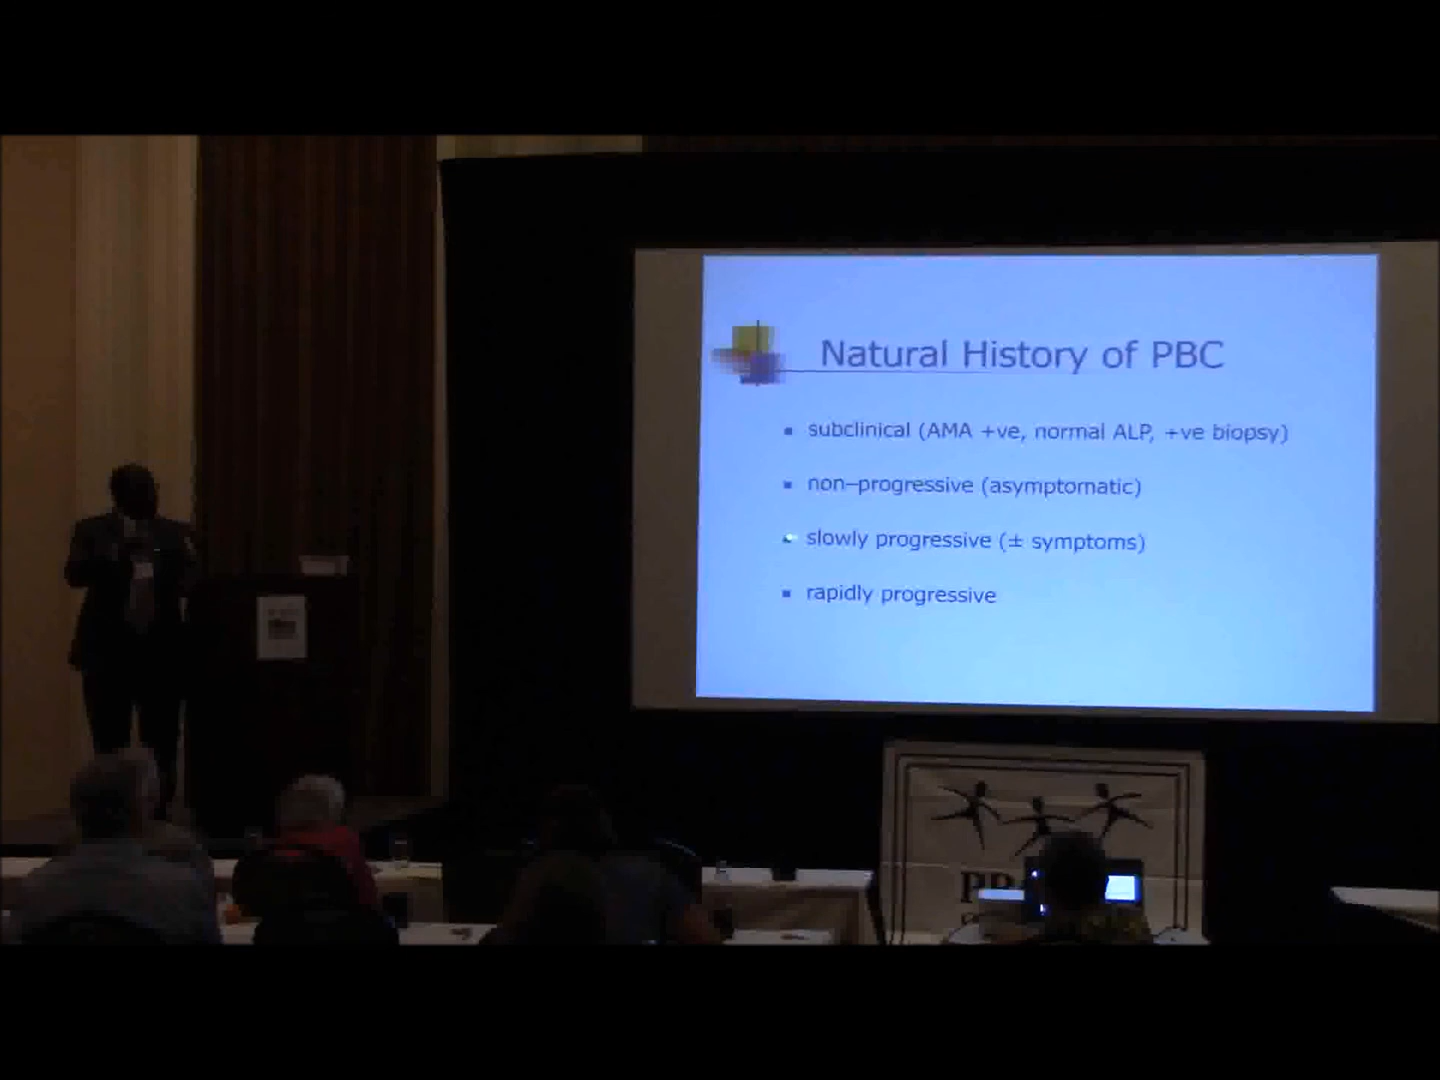 Natural History of PBC
subclinical (AMA +ve, normal ALP, +ve biopsy)
non–progressive (asymptomatic)
slowly progressive (± symptoms)
rapidly progressive